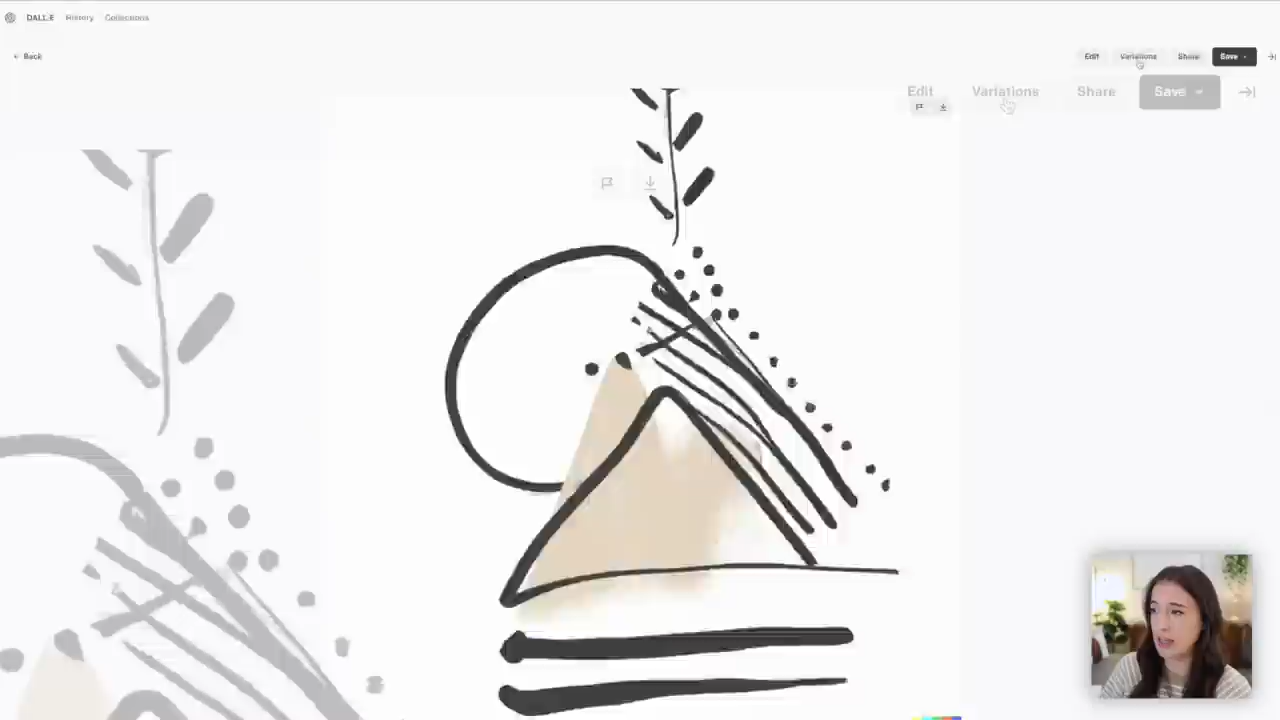 DALL·E History Collections
← Back Edit Variations Share Save
Edit Variations Share Save